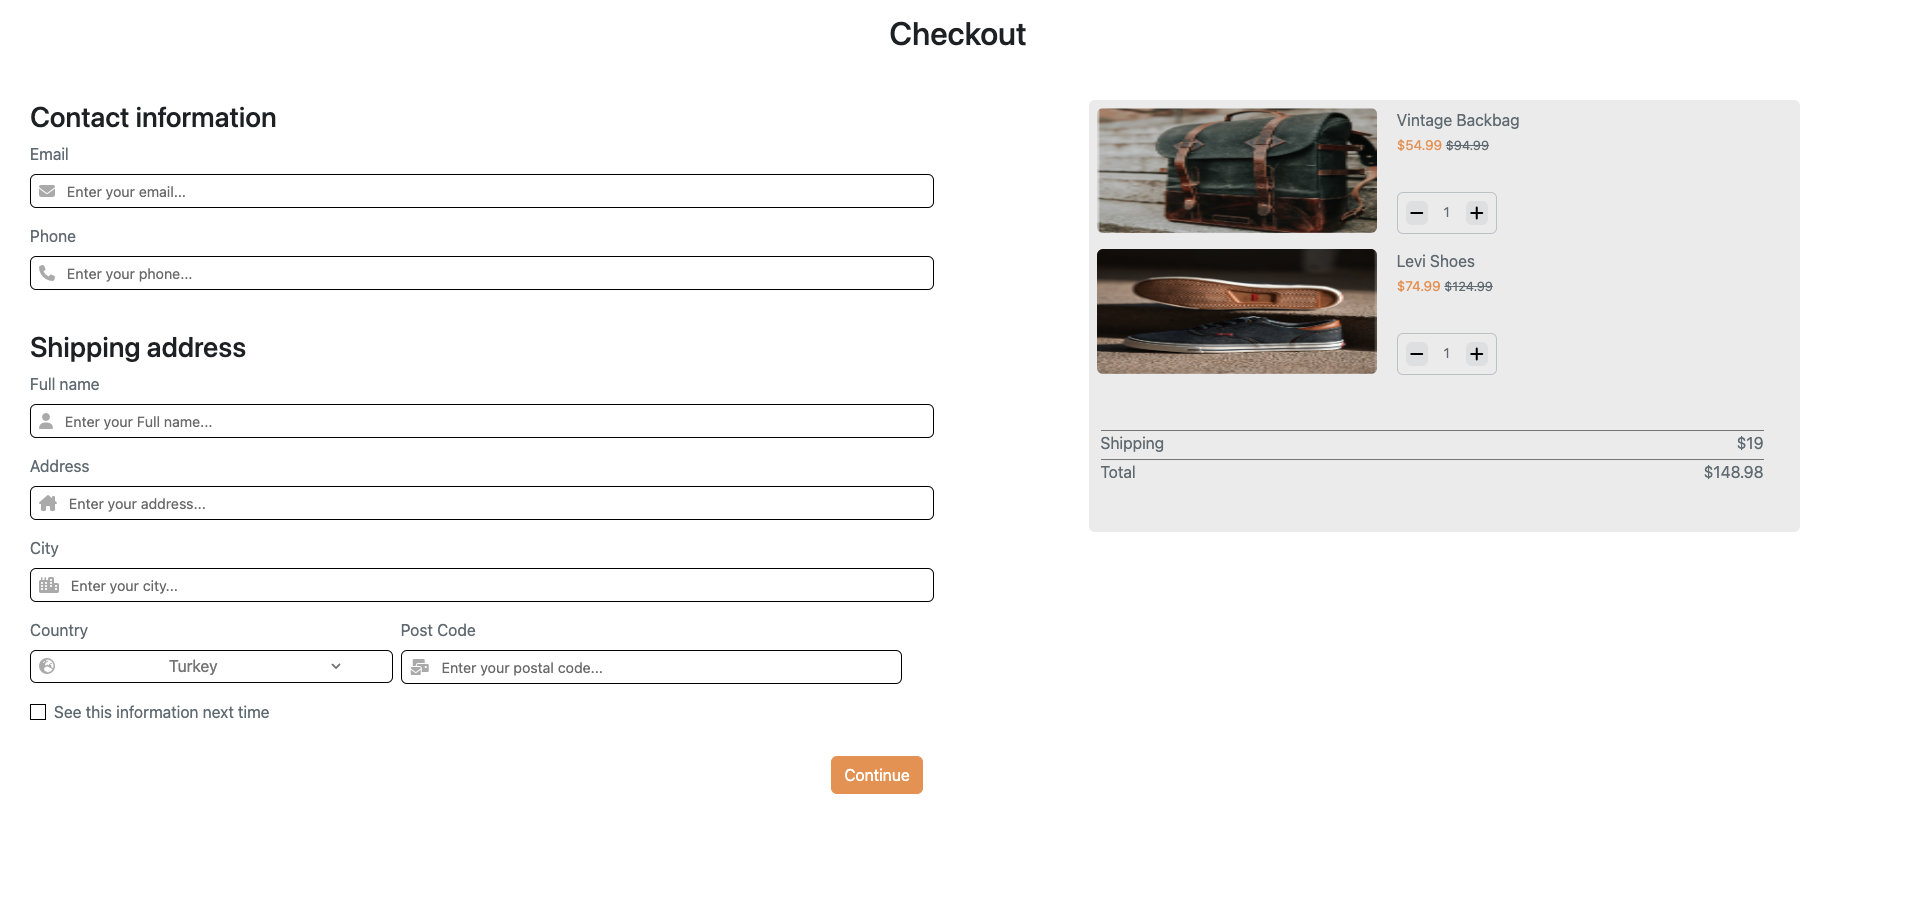 Checkout
Contact information
Email
Enter your email...
Phone
Enter your phone...
Shipping address
Full name
Enter your Full name...
Address
Enter your address...
City
Enter your city...
Country
Post Code
Turkey
Enter your postal code...
See this information next time
Continue
Vintage Backbag
$54.99 $94.99
1
Levi Shoes
$74.99 $124.99
1
Shipping $19
Total $148.98